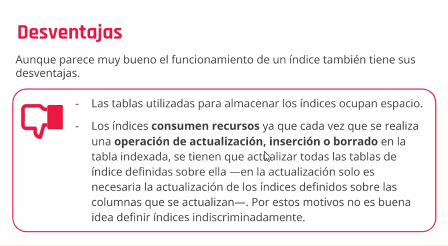 Desventajas
Aunque parece muy bueno el funcionamiento de un índice también tiene sus
desventajas.
- Las tablas utilizadas para almacenar los índices ocupan espacio.
- Los índices consumen recursos ya que cada vez que se realiza
una operación de actualización, inserción o borrado en la
tabla indexada, se tienen que actualizar todas las tablas de
índice definidas sobre ella —en la actualización solo es
necesaria la actualización de los índices definidos sobre las
columnas que se actualizan—. Por estos motivos no es buena
idea definir índices indiscriminadamente.